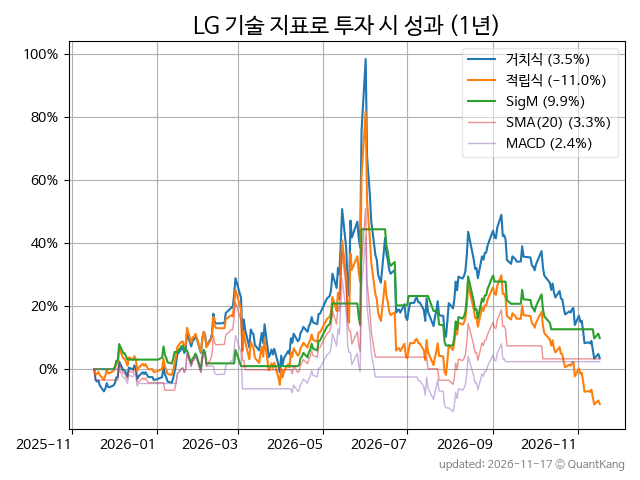 LG 기술 지표로 투자 시 성과 (1년)
100%
80%
60%
40%
20%
0%
거치식 (3.5%)
적립식 (-11.0%)
SigM (9.9%)
SMA(20) (3.3%)
MACD (2.4%)
2025-11 2026-01 2026-03 2026-05 2026-07 2026-09 2026-11
updated: 2026-11-17 ⓒ QuantKang